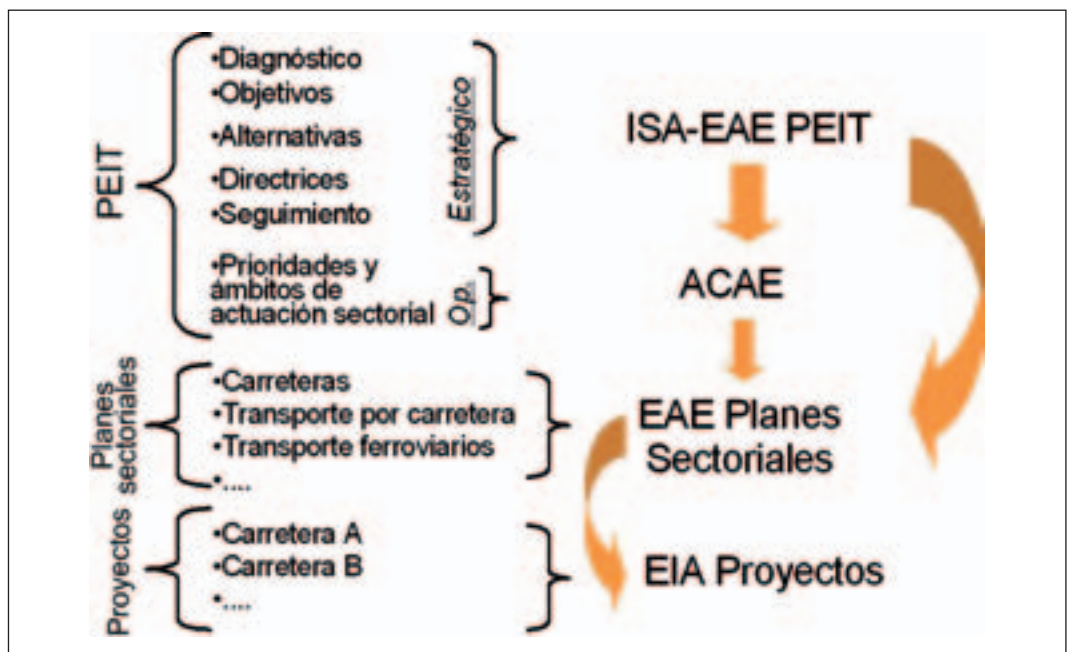 PEIT
•Diagnóstico
•Objetivos
•Alternativas
•Directrices
•Seguimiento
Estratégico
•Prioridades y
ámbitos de
actuación sectorial
Op.
ISA-EAE PEIT
ACAE
Planes
sectoriales
•Carreteras
•Transporte por carretera
•Transporte ferroviarios
•....
EAE Planes
Sectoriales
Proyectos
•Carretera A
•Carretera B
•....
EIA Proyectos